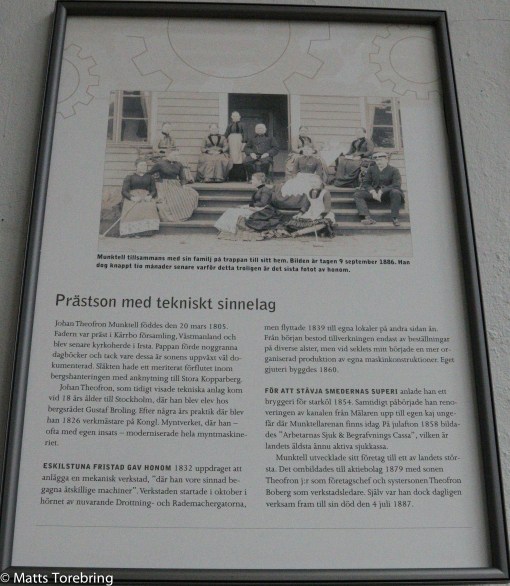 Munktell tillsammans med sin familj på trappan till sitt hem. Bilden är tagen 9 september 1886. Han
dog knappt tio månader senare varför detta troligen är det sista fotot av honom.
Prästson med tekniskt sinnelag
Johan Theofron Munktell föddes den 20 mars 1805.
Fadern var präst i Kärrbo församling, Västmanland och
blev senare kyrkoherde i Irsta. Pappan förde noggranna
dagböcker och tack vare dessa är sonens uppväxt väl do-
kumenterad. Släkten hade ett meriterat förflutet inom
bergshanteringen med anknytning till Stora Kopparberg.
Johan Theofron, som tidigt visade tekniska anlag kom
vid 18 års ålder till Stockholm, där han blev elev hos
bergsrådet Gustaf Broling. Efter några års praktik där blev
han 1826 verkmästare på Kongl. Myntverket, där han –
ofta med egen insats – moderniserade hela myntmaskine-
riet.
ESKILSTUNA FRISTAD GAV HONOM 1832 uppdraget att
anlägga en mekanisk verkstad, "där han vore sinnad be-
gagna åtskillige machiner". Verkstaden startade i oktober i
hörnet av nuvarande Drottning- och Rademachergatorna,
men flyttade 1839 till egna lokaler på andra sidan ån.
Från början bestod tillverkningen endast av beställningar
på diverse alster, men vid seklets mitt började en mer or-
ganiserad produktion av egna maskinkonstruktioner. Eget
gjuteri byggdes 1860.
FÖR ATT STÄVJA SMEDERNAS SUPERI anlade han ett
bryggeri för starköl 1854. Samtidigt påbörjade han reno-
veringen av kanalen från Mälaren upp till egen kaj unge-
fär där Munktellarenan finns idag. På julafton 1858 bilda-
des "Arbetarnas Sjuk & Begrafvnings Cassa", vilken är
landets äldsta ännu aktiva sjukkassa.
Munktell utvecklade sitt företag till ett av landets stör-
sta. Det ombildades till aktiebolag 1879 med sonen
Theofron j:r som företagschef och systersonen Theofron
Boberg som verkstadsledare. Själv var han dock dagligen
verksam fram till sin död den 4 juli 1887.
© Matts Torebring